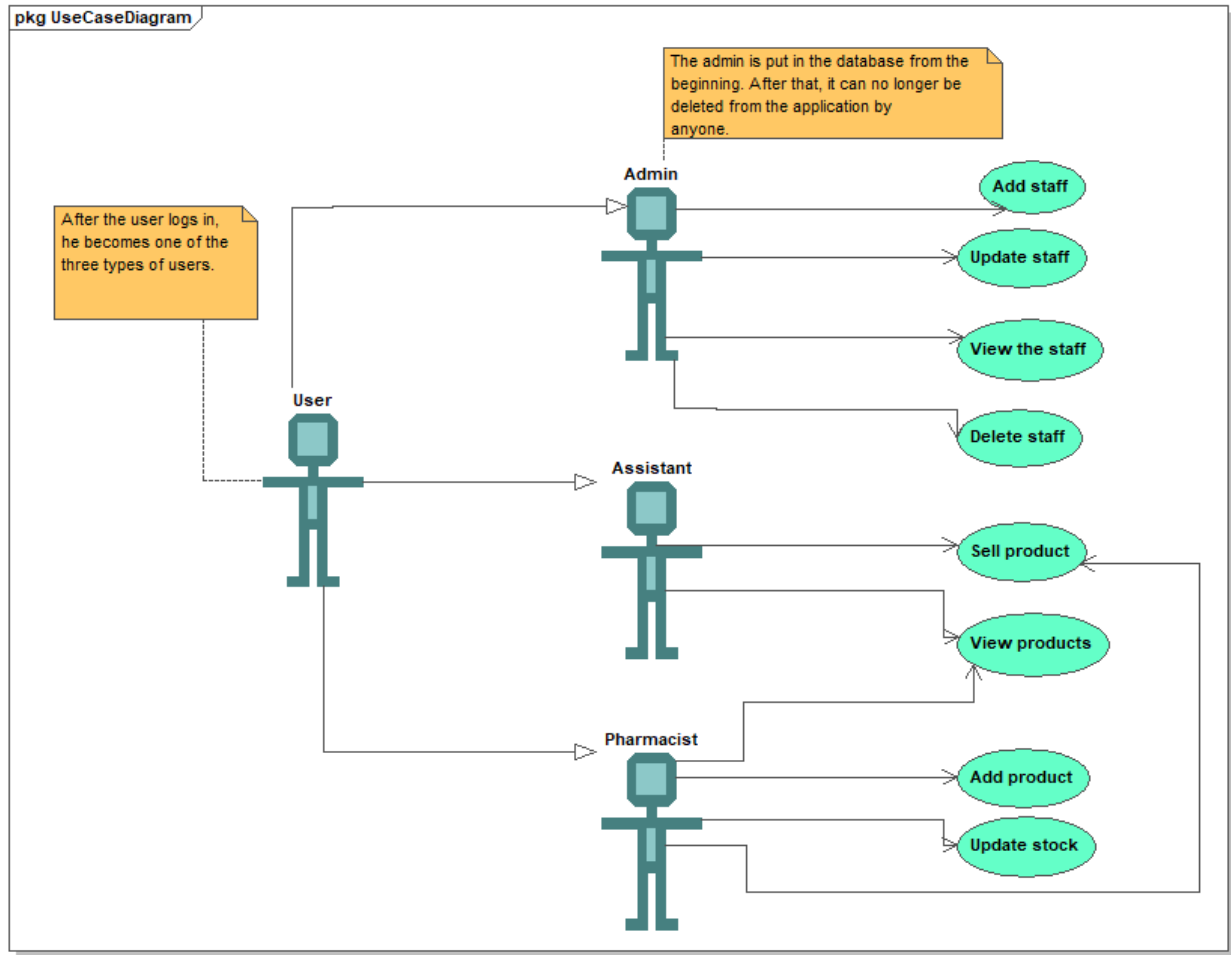 pkg UseCaseDiagram
The admin is put in the database from the
beginning. After that, it can no longer be
deleted from the application by
anyone.
Admin
Add staff
After the user logs in,
he becomes one of the
three types of users.
Update staff
View the staff
User
Delete staff
Assistant
Sell product
View products
Pharmacist
Add product
Update stock